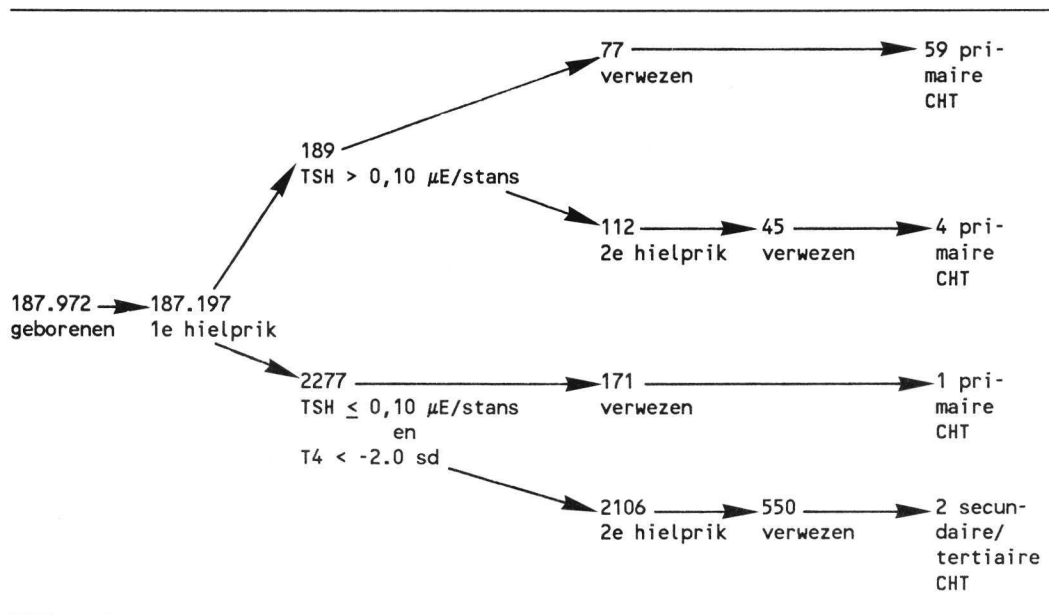 77
verwezen
59 pri-
maire
CHT
189
TSH > 0,10 µE/stans
112
2e hielprik
45
verwezen
4 pri-
maire
CHT
187.972
geborenen
187.197
1e hielprik
2277
TSH ≤ 0,10 µE/stans
en
T4 < -2.0 sd
171
verwezen
1 pri-
maire
CHT
2106
2e hielprik
550
verwezen
2 secun-
daire/
tertiaire
CHT